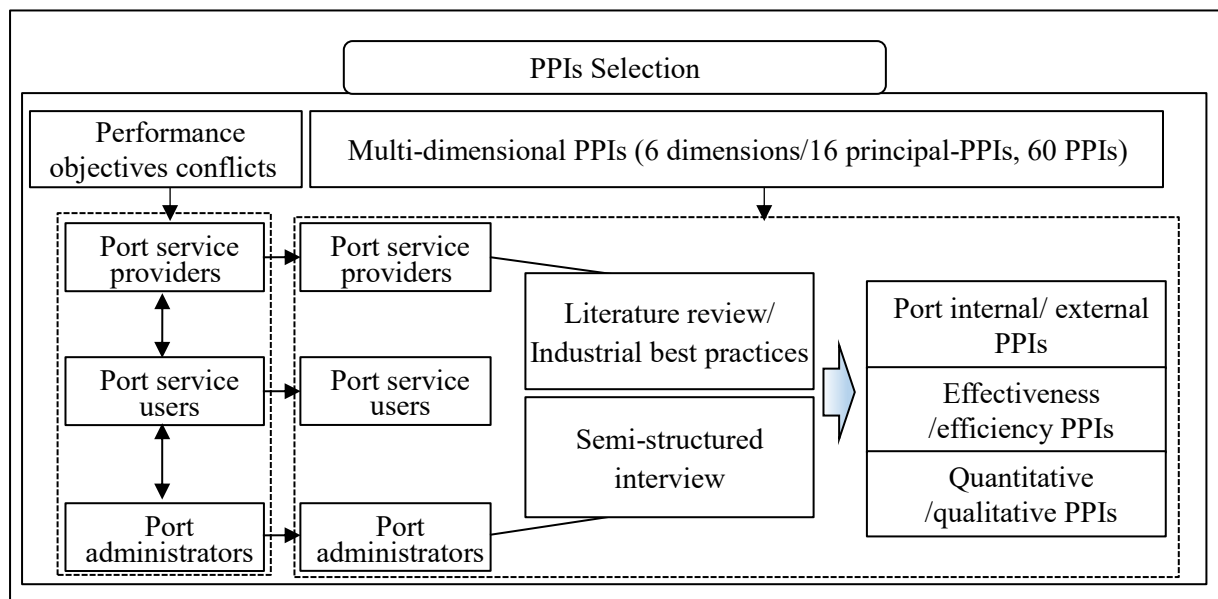 PPIs Selection
Performance
objectives conflicts
Multi-dimensional PPIs (6 dimensions/16 principal-PPIs, 60 PPIs)
Port service
providers
Port service
providers
Literature review/
Industrial best practices
Port internal/ external
PPIs
Port service
users
Port service
users
Effectiveness
/efficiency PPIs
Semi-structured
interview
Quantitative
/qualitative PPIs
Port
administrators
Port
administrators